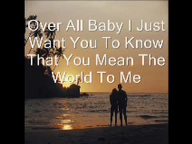 Over All Baby I Just
Want You To Know
That You Mean The
World To Me